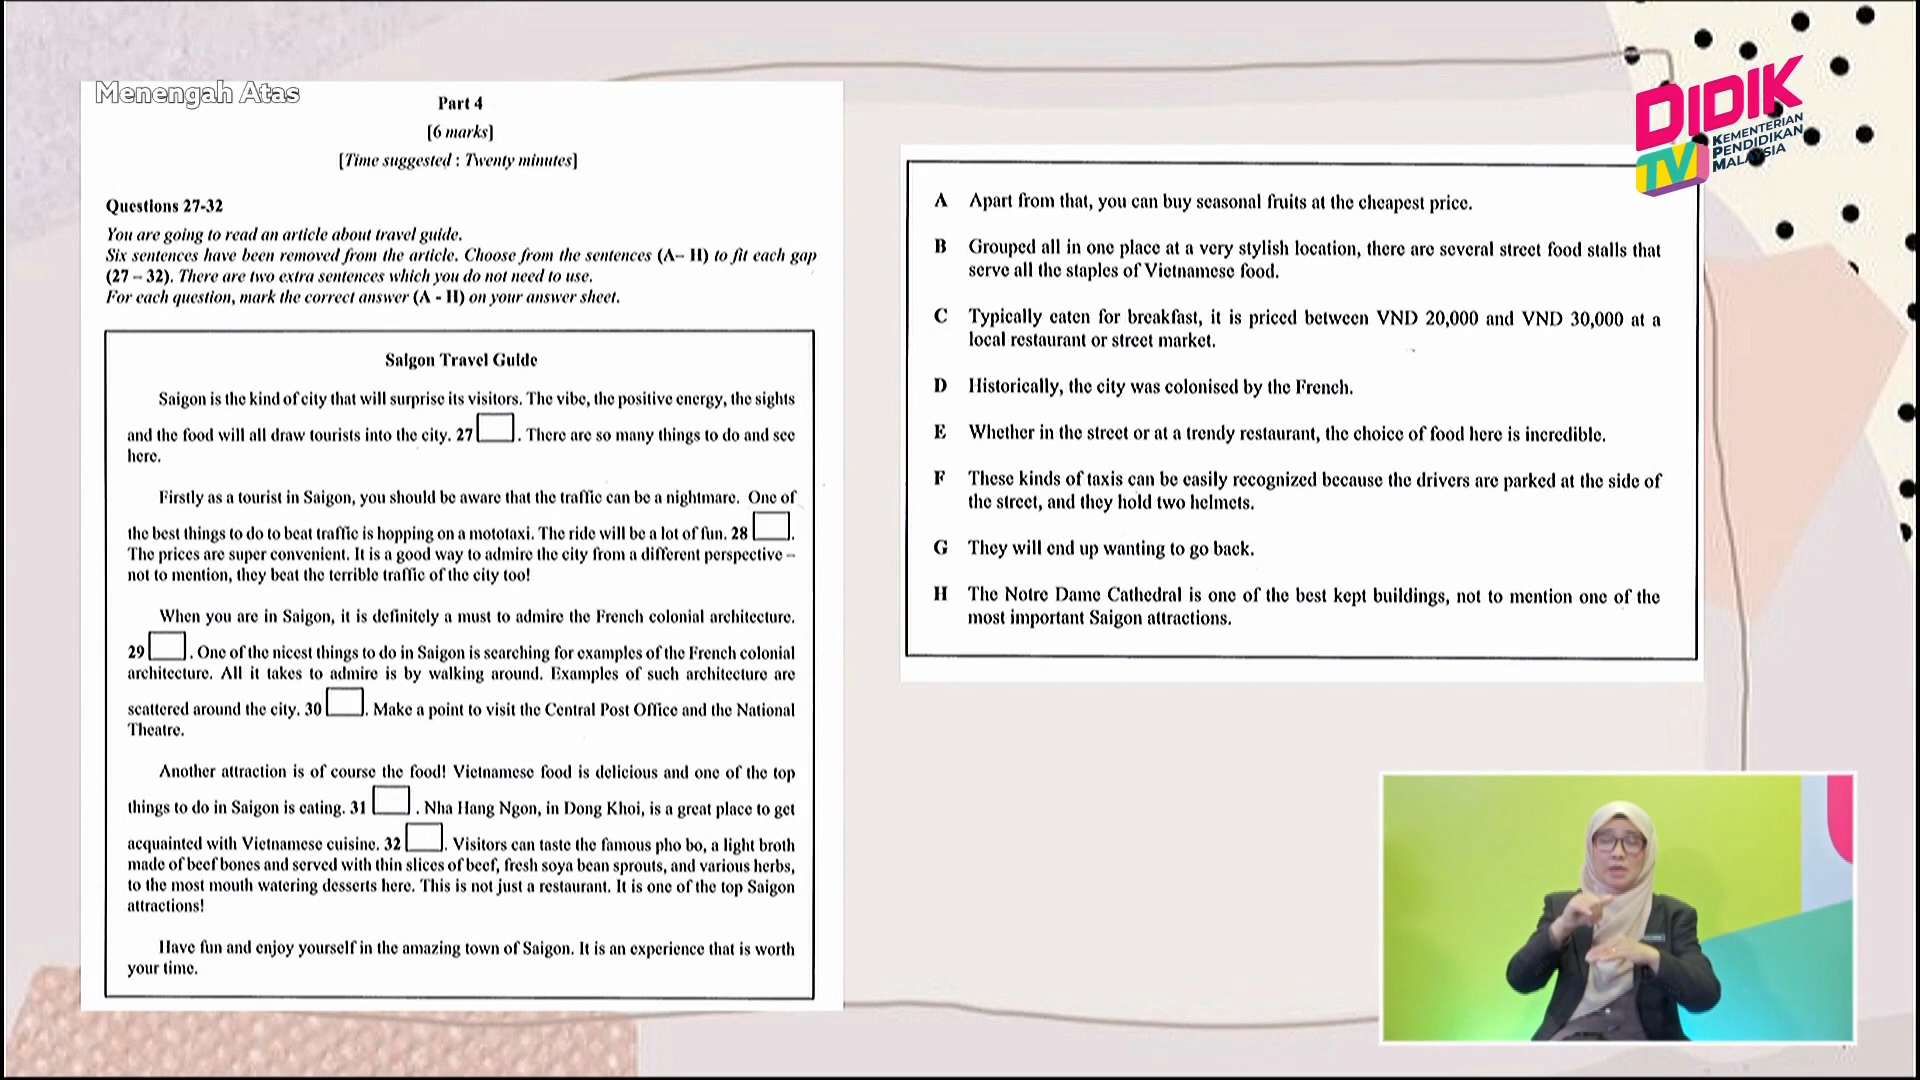 Menengah Atas
Part 4
[6 marks]
[Time suggested : Twenty minutes]
Questions 27-32
You are going to read an article about travel guide.
Six sentences have been removed from the article. Choose from the sentences (A– H) to fit each gap
(27 – 32). There are two extra sentences which you do not need to use.
For each question, mark the correct answer (A - H) on your answer sheet.
Saigon Travel Guide
Saigon is the kind of city that will surprise its visitors. The vibe, the positive energy, the sights
and the food will all draw tourists into the city. 27 . There are so many things to do and see
here.
Firstly as a tourist in Saigon, you should be aware that the traffic can be a nightmare. One of
the best things to do to beat traffic is hopping on a mototaxi. The ride will be a lot of fun. 28 .
The prices are super convenient. It is a good way to admire the city from a different perspective –
not to mention, they beat the terrible traffic of the city too!
When you are in Saigon, it is definitely a must to admire the French colonial architecture.
29 . One of the nicest things to do in Saigon is searching for examples of the French colonial
architecture. All it takes to admire is by walking around. Examples of such architecture are
scattered around the city. 30 . Make a point to visit the Central Post Office and the National
Theatre.
Another attraction is of course the food! Vietnamese food is delicious and one of the top
things to do in Saigon is eating. 31 . Nha Hang Ngon, in Dong Khoi, is a great place to get
acquainted with Vietnamese cuisine. 32 . Visitors can taste the famous pho bo, a light broth
made of beef bones and served with thin slices of beef, fresh soya bean sprouts, and various herbs,
to the most mouth watering desserts here. This is not just a restaurant. It is one of the top Saigon
attractions!
Have fun and enjoy yourself in the amazing town of Saigon. It is an experience that is worth
your time.
A Apart from that, you can buy seasonal fruits at the cheapest price.
B Grouped all in one place at a very stylish location, there are several street food stalls that
serve all the staples of Vietnamese food.
C Typically eaten for breakfast, it is priced between VND 20,000 and VND 30,000 at a
local restaurant or street market.
D Historically, the city was colonised by the French.
E Whether in the street or at a trendy restaurant, the choice of food here is incredible.
F These kinds of taxis can be easily recognized because the drivers are parked at the side of
the street, and they hold two helmets.
G They will end up wanting to go back.
H The Notre Dame Cathedral is one of the best kept buildings, not to mention one of the
most important Saigon attractions.
DIDIK
TV
KEMENTERIAN
PENDIDIKAN
MALAYSIA